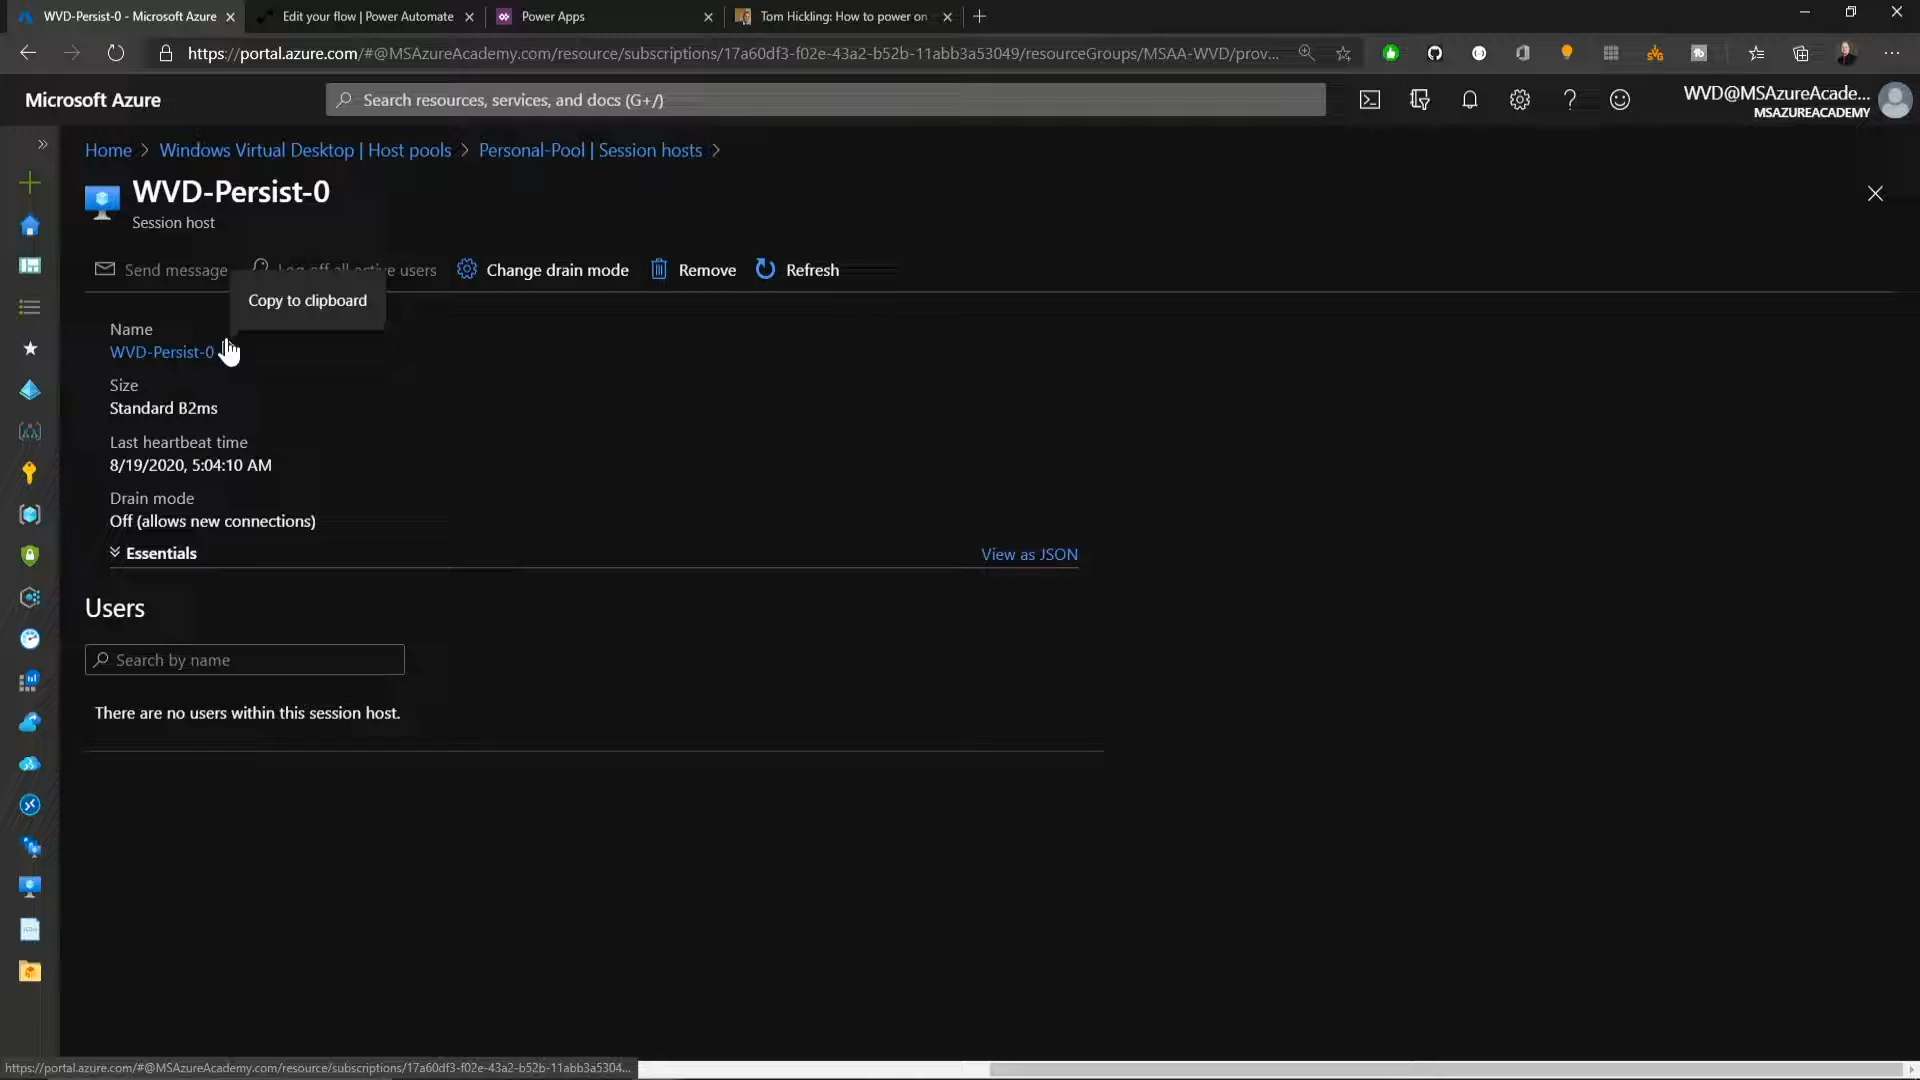 WVD-Persist-0 - Microsoft Azure
Edit your flow | Power Automate
Power Apps
Tom Hickling: How to power on
https://portal.azure.com/#@MSAzureAcademy.com/resource/subscriptions/17a60df3-f02e-43a2-b52b-11abb3a53049/resourceGroups/MSAA-WVD/prov...
Microsoft Azure
Search resources, services, and docs (G+/)
WVD@MSAzureAcade...
MSAZUREACADEMY
Home > Windows Virtual Desktop | Host pools > Personal-Pool | Session hosts >
WVD-Persist-0
Session host
Send message
Log off all active users
Change drain mode
Remove
Refresh
Copy to clipboard
Name
WVD-Persist-0
Size
Standard B2ms
Last heartbeat time
8/19/2020, 5:04:10 AM
Drain mode
Off (allows new connections)
Essentials
View as JSON
Users
Search by name
There are no users within this session host.
https://portal.azure.com/#@MSAzureAcademy.com/resource/subscriptions/17a60df3-f02e-43a2-b52b-11abb3a5304...